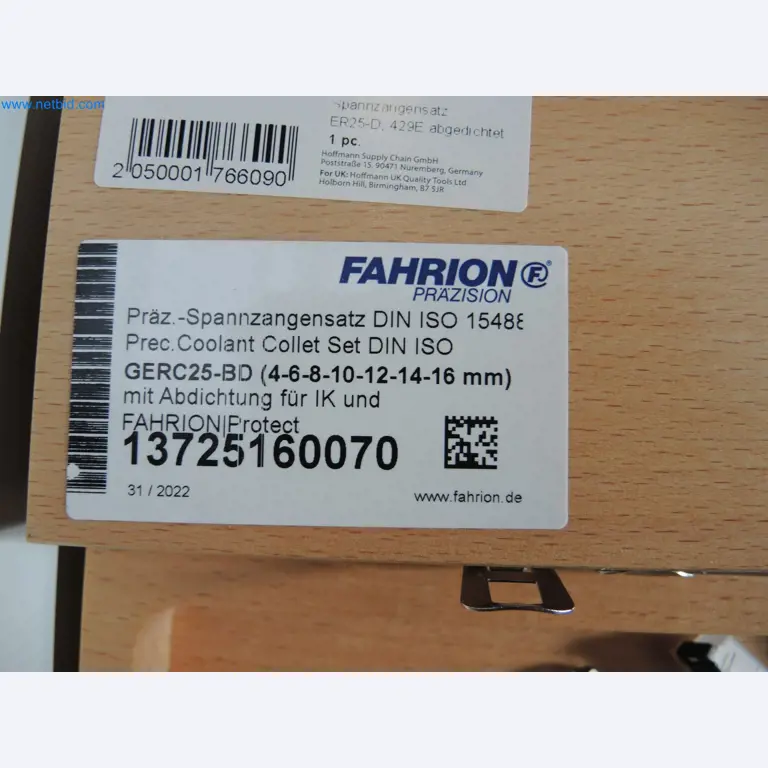 www.netbid.com
Spannzangensatz
ER25-D, 429E abgedichtet
1 pc.
Hoffmann Supply Chain GmbH
Poststraße 15, 90471 Nuremberg, Germany
For UK: Hoffmann UK Quality Tools Ltd
Holborn Hill, Birmingham, B7 5JR
2 050001 766090
FAHRION F®
PRÄZISION
Präz.-Spannzangensatz DIN ISO 15488
Prec.Coolant Collet Set DIN ISO
GERC25-BD (4-6-8-10-12-14-16 mm)
mit Abdichtung für IK und
FAHRION|Protect
13725160070
31 / 2022
www.fahrion.de